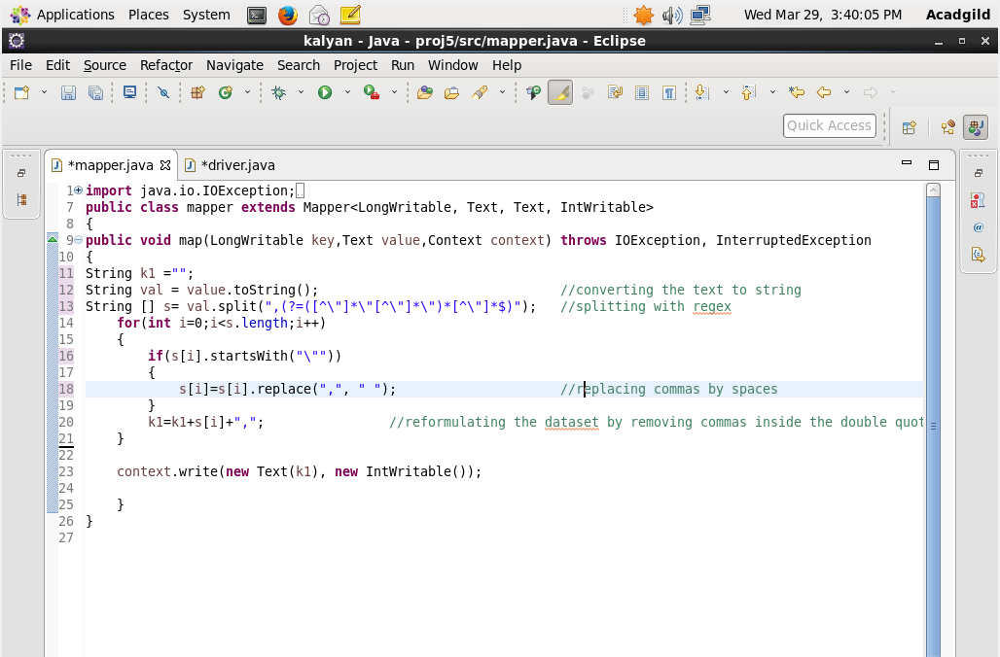 Applications Places System Wed Mar 29, 3:40:05 PM Acadgild
kalyan - Java - proj5/src/mapper.java - Eclipse
File Edit Source Refactor Navigate Search Project Run Window Help
Quick Access
*mapper.java *driver.java
1 import java.io.IOException;
7 public class mapper extends Mapper<LongWritable, Text, Text, IntWritable>
8 {
9 public void map(LongWritable key,Text value,Context context) throws IOException, InterruptedException
10 {
11 String k1 ="";
12 String val = value.toString(); //converting the text to string
13 String [] s= val.split(",(?=([^\"]*\"[^\"]*\")*[^\"]*$)"); //splitting with regex
14 for(int i=0;i<s.length;i++)
15 {
16 if(s[i].startsWith("\""))
17 {
18 s[i]=s[i].replace(",", " "); //replacing commas by spaces
19 }
20 k1=k1+s[i]+","; //reformulating the dataset by removing commas inside the double quot
21 }
22
23 context.write(new Text(k1), new IntWritable());
24
25 }
26 }
27